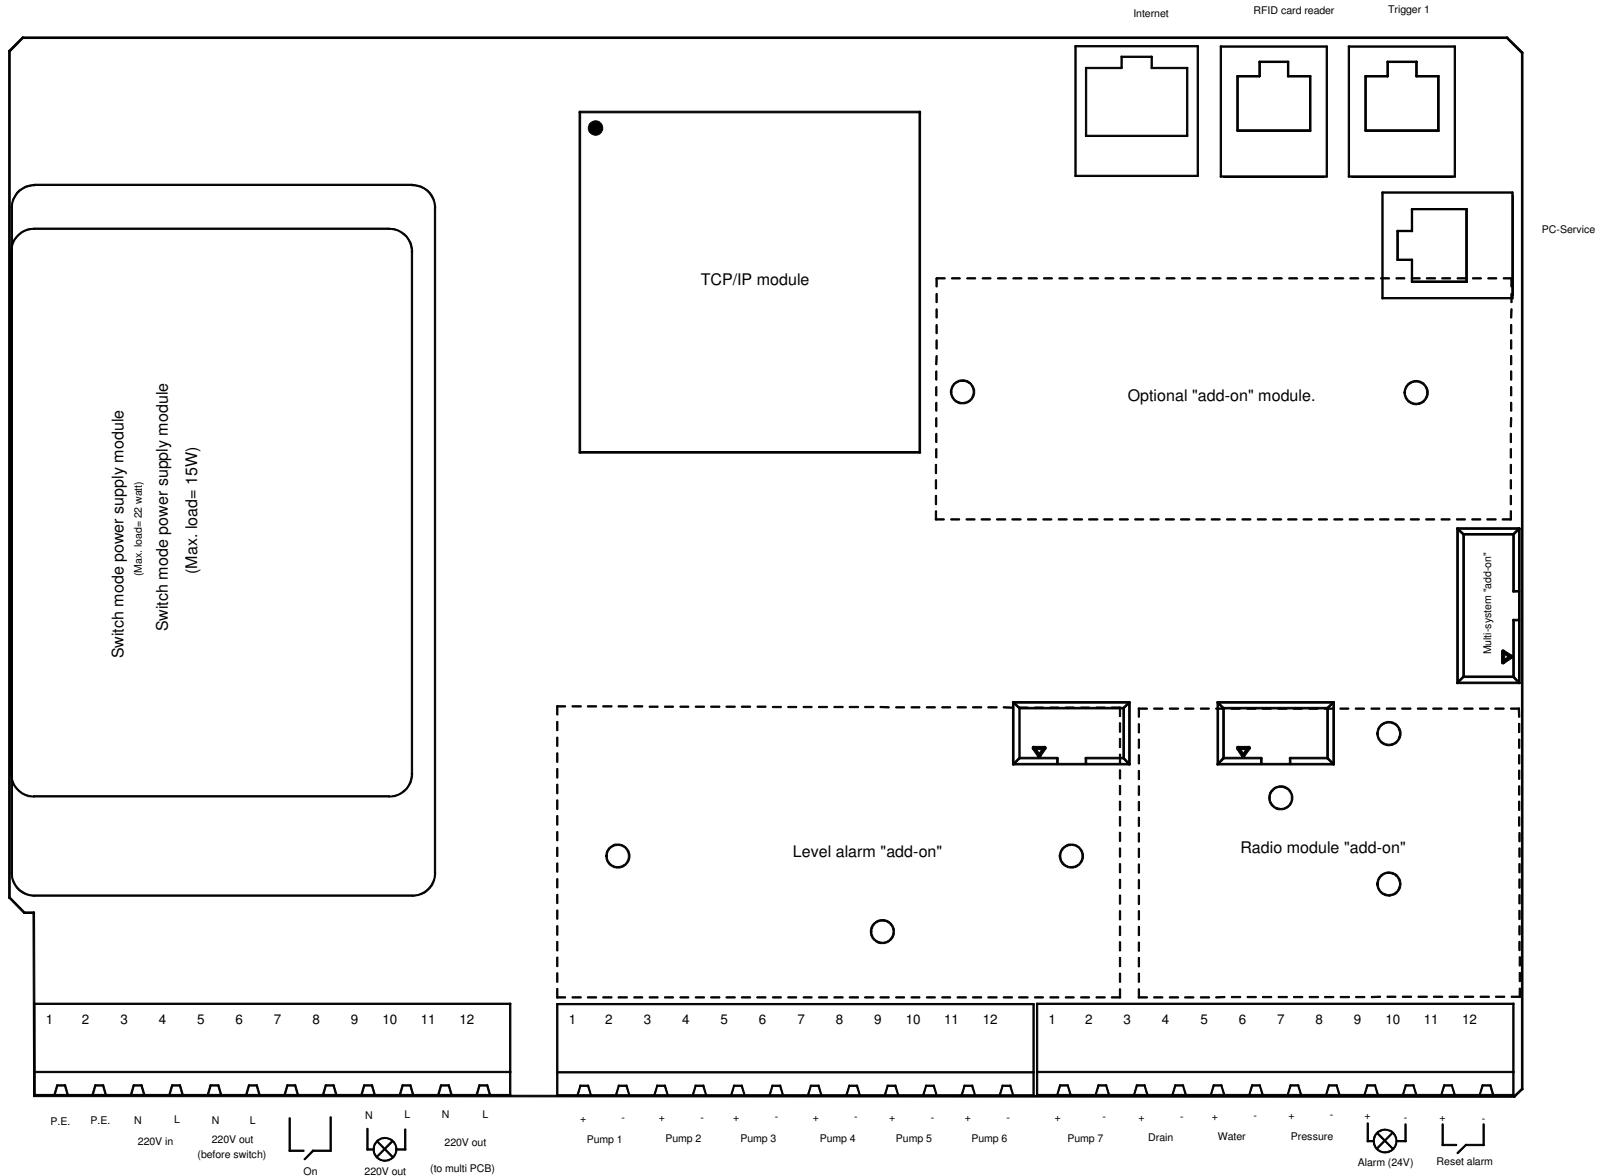 Internet
RFID card reader
Trigger 1
PC-Service
TCP/IP module
Optional "add-on" module.
Switch mode power supply module
(Max. load= 22 watt)
Switch mode power supply module
(Max. load= 15W)
Multi-system "add-on"
Level alarm "add-on"
Radio module "add-on"
1 2 3 4 5 6 7 8 9 10 11 12
1 2 3 4 5 6 7 8 9 10 11 12
1 2 3 4 5 6 7 8 9 10 11 12
P.E. P.E. N L N L N L N L
220V in
220V out
(before switch)
On
220V out
220V out
(to multi PCB)
+ - + - + - + - + - + -
Pump 1 Pump 2 Pump 3 Pump 4 Pump 5 Pump 6
+ - + - + - + - + - + -
Pump 7 Drain Water Pressure
Alarm (24V) Reset alarm